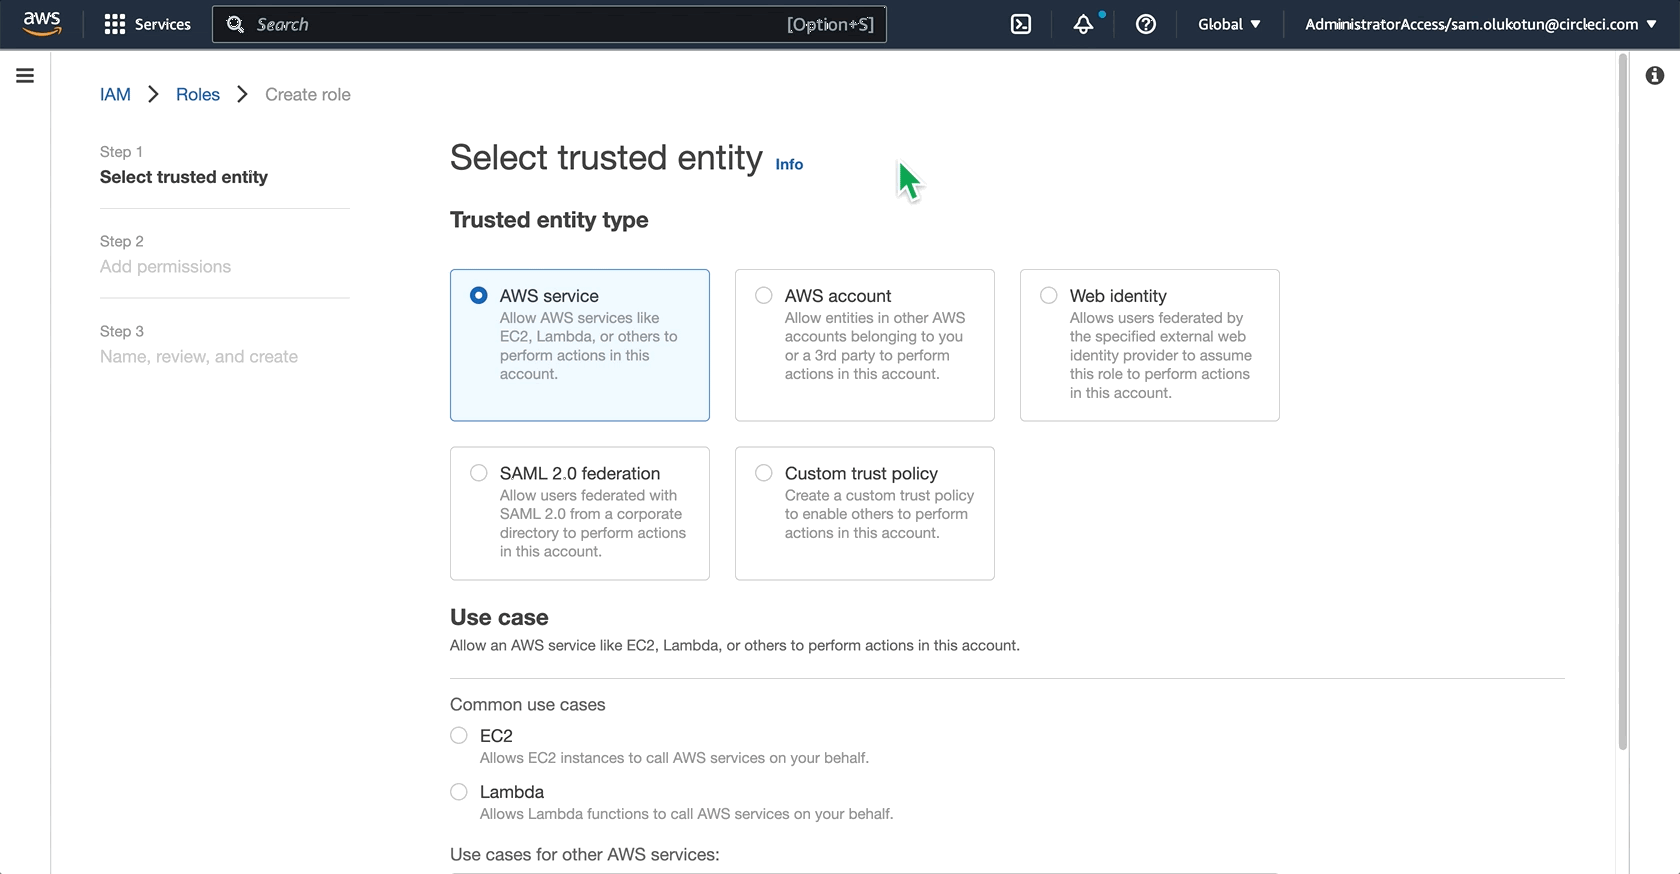 aws
Services
Search
[Option+S]
Global
AdministratorAccess/sam.olukotun@circleci.com
IAM
Roles
Create role
Step 1
Select trusted entity
Step 2
Add permissions
Step 3
Name, review, and create
Select trusted entity Info
Trusted entity type
AWS service
Allow AWS services like
EC2, Lambda, or others to
perform actions in this
account.
AWS account
Allow entities in other AWS
accounts belonging to you
or a 3rd party to perform
actions in this account.
Web identity
Allows users federated by
the specified external web
identity provider to assume
this role to perform actions
in this account.
SAML 2.0 federation
Allow users federated with
SAML 2.0 from a corporate
directory to perform actions
in this account.
Custom trust policy
Create a custom trust policy
to enable others to perform
actions in this account.
Use case
Allow an AWS service like EC2, Lambda, or others to perform actions in this account.
Common use cases
EC2
Allows EC2 instances to call AWS services on your behalf.
Lambda
Allows Lambda functions to call AWS services on your behalf.
Use cases for other AWS services: